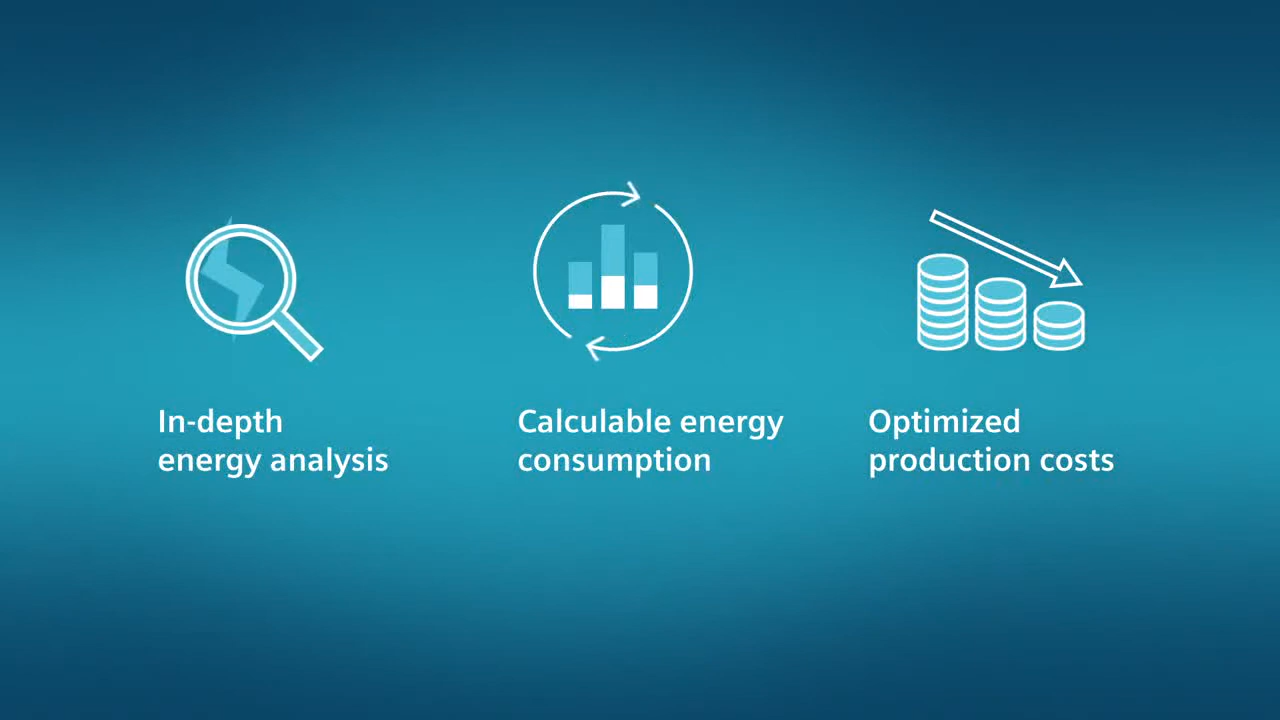 In-depth
energy analysis
Calculable energy
consumption
Optimized
production costs